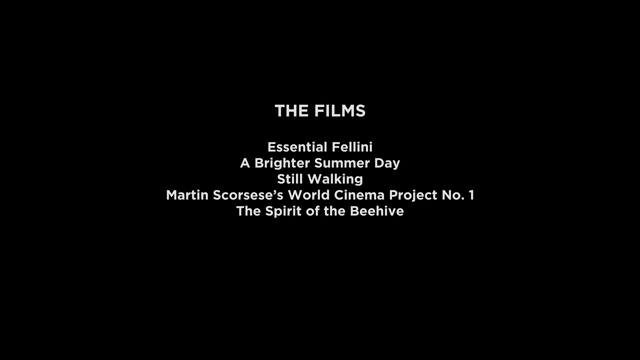 THE FILMS
Essential Fellini
A Brighter Summer Day
Still Walking
Martin Scorsese's World Cinema Project No. 1
The Spirit of the Beehive